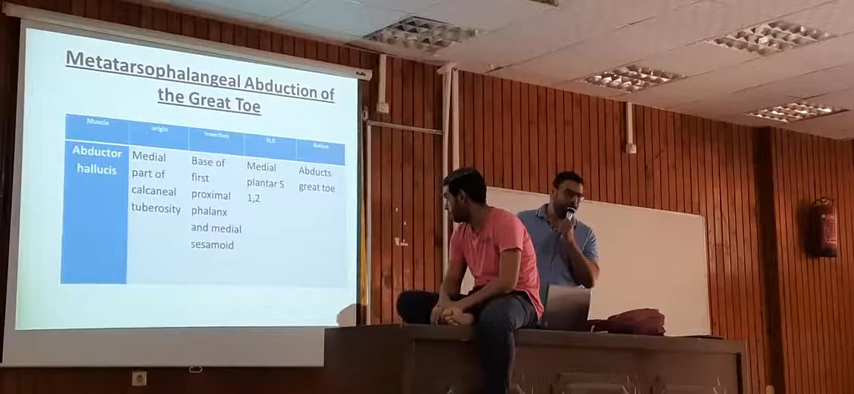 Metatarsophalangeal Abduction of
the Great Toe
Muscle
origin
Insertion
N.S
Action
Abductor
hallucis
Medial
part of
calcaneal
tuberosity
Base of
first
proximal
phalanx
and medial
sesamoid
Medial
plantar S
1,2
Abducts
great toe